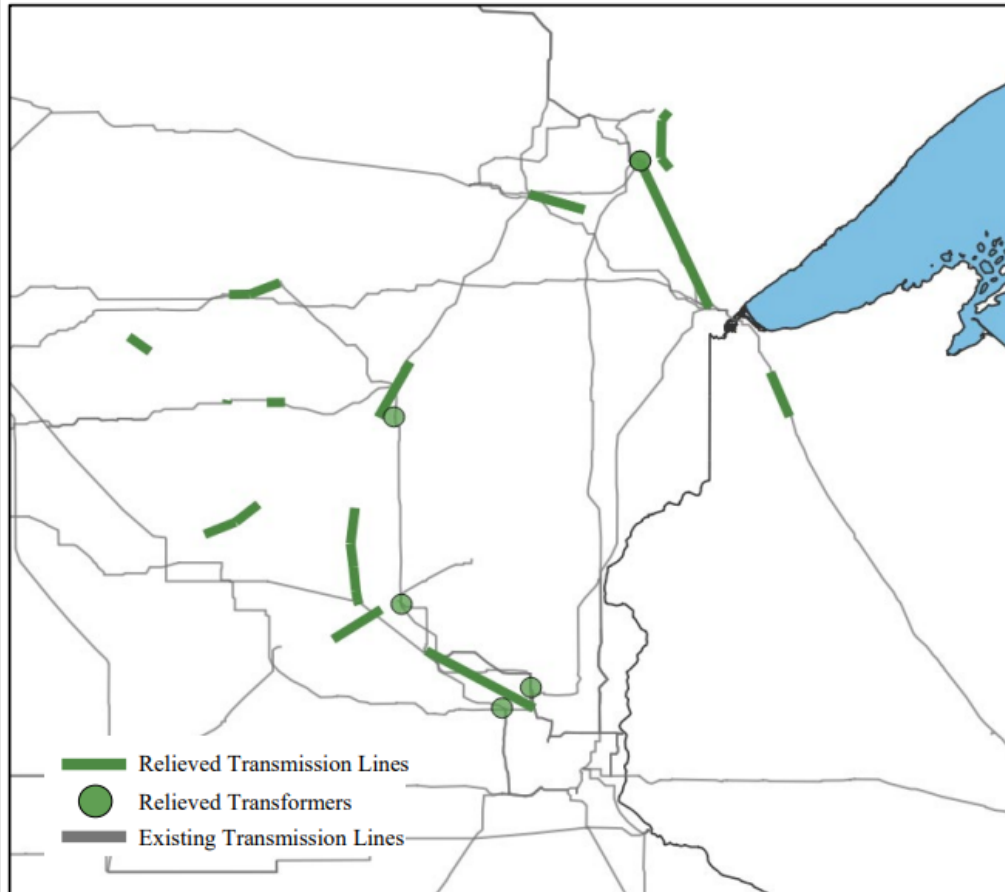 Relieved Transmission Lines
Relieved Transformers
Existing Transmission Lines